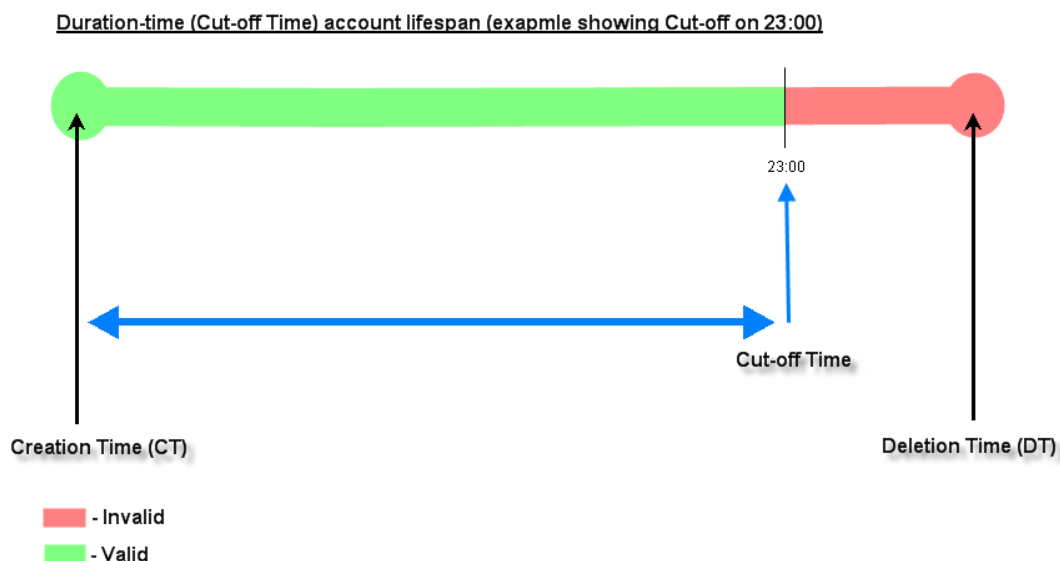 Duration-time (Cut-off Time) account lifespan (exapmle showing Cut-off on 23:00)
23:00
Cut-off Time
Creation Time (CT)
Deletion Time (DT)
- Invalid
- Valid